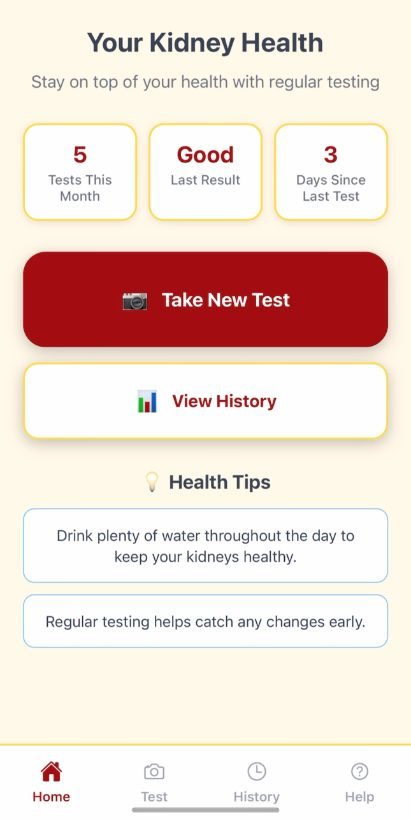 Your Kidney Health
Stay on top of your health with regular testing
5
Tests This
Month
Good
Last Result
3
Days Since
Last Test
Take New Test
View History
Health Tips
Drink plenty of water throughout the day to
keep your kidneys healthy.
Regular testing helps catch any changes early.
Home
Test
History
Help